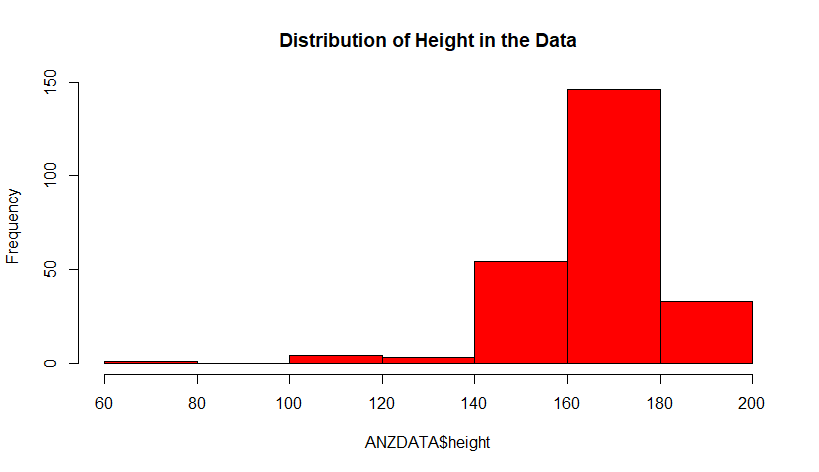 Distribution of Height in the Data
Frequency
150
100
50
0
60 80 100 120 140 160 180 200
ANZDATA$height